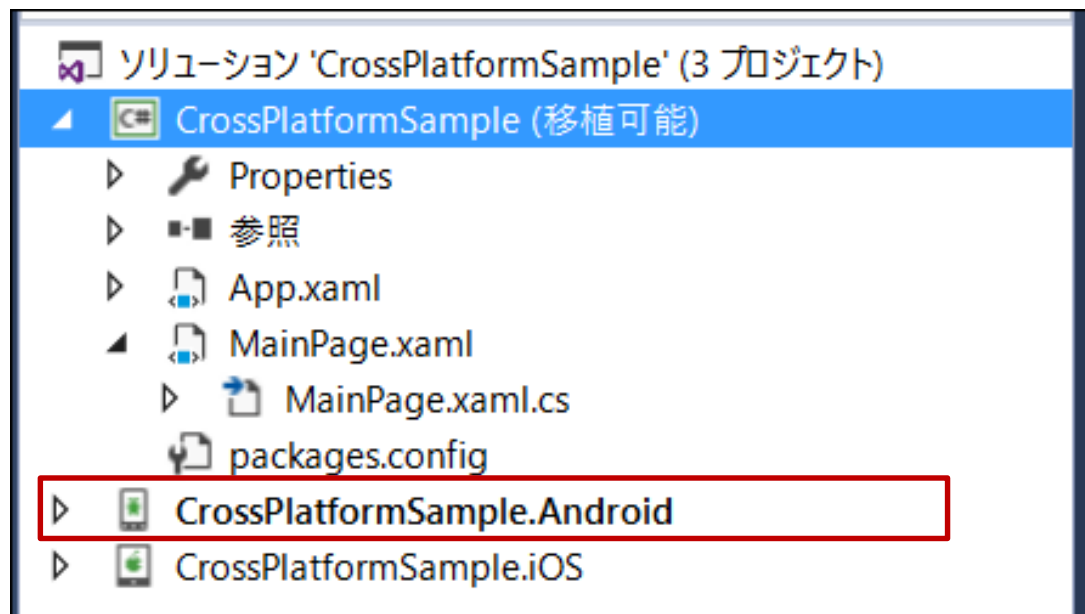 ソリューション 'CrossPlatformSample' (3 プロジェクト)
C# CrossPlatformSample (移植可能)
Properties
参照
App.xaml
MainPage.xaml
MainPage.xaml.cs
packages.config
CrossPlatformSample.Android
CrossPlatformSample.iOS